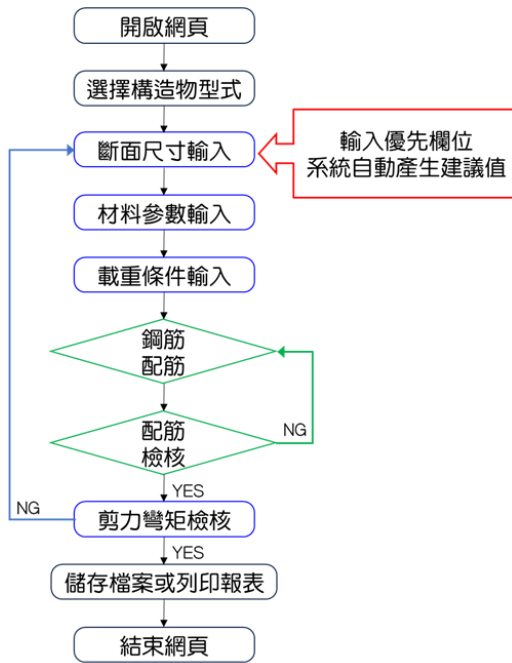 開啟網頁
選擇構造物型式
斷面尺寸輸入
輸入優先欄位
系統自動產生建議值
材料參數輸入
載重條件輸入
鋼筋
配筋
NG
配筋
檢核
YES
NG
剪力彎矩檢核
YES
儲存檔案或列印報表
結束網頁